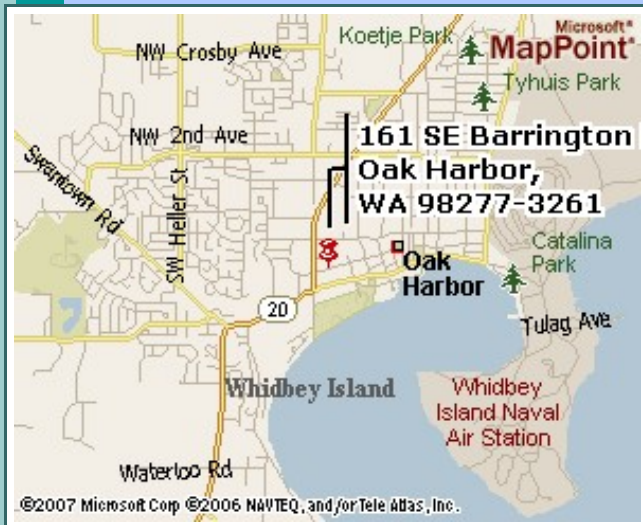 Koetje Park
Microsoft®
MapPoint®
NW Crosby Ave
Tyhuis Park
NW 2nd Ave
161 SE Barrington
Oak Harbor,
WA 98277-3261
Swantown Rd
SW Heller St
Catalina
Park
Oak
Harbor
20
Tulag Ave
Whidbey Island
Whidbey
Island Naval
Air Station
Waterloo Rd
©2007 Microsoft Corp ©2006 NAVTEQ, and/or Tele Atlas, Inc.